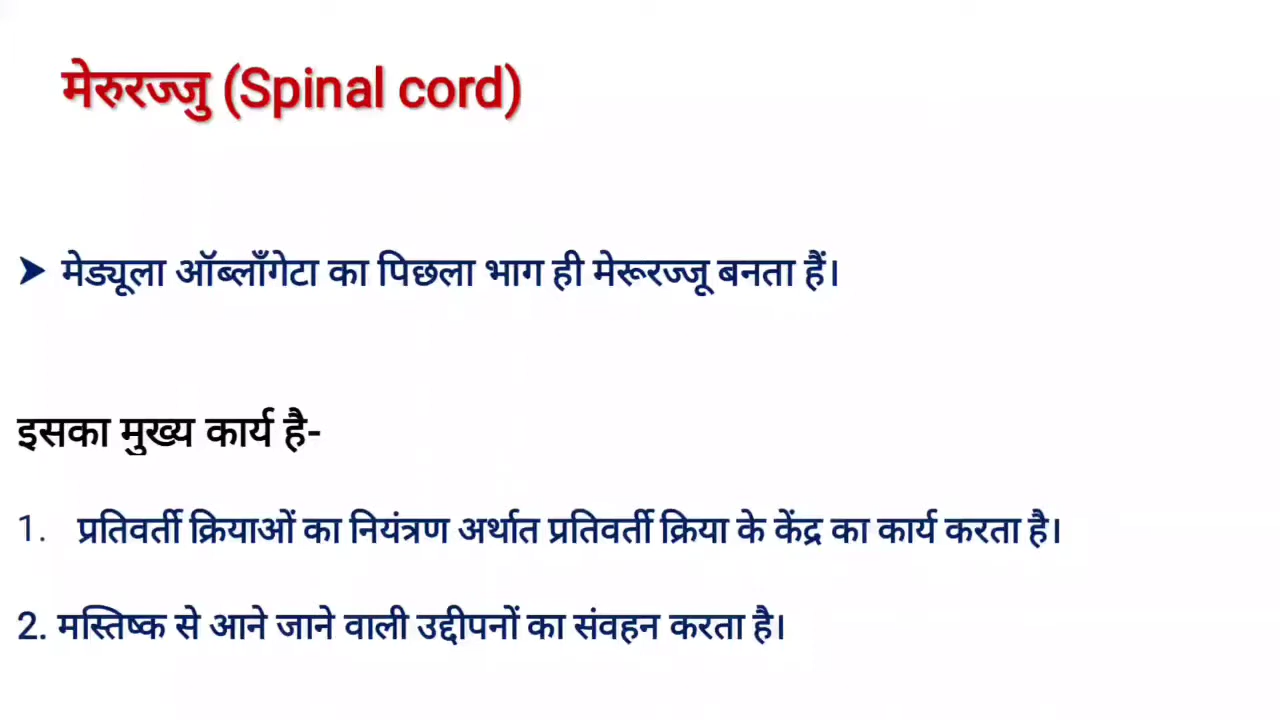 मेरुरज्जु (Spinal cord)
➤ मेड्यूला ऑब्लाँगेटा का पिछला भाग ही मेरूरज्जू बनता हैं।
इसका मुख्य कार्य है-
1. प्रतिवर्ती क्रियाओं का नियंत्रण अर्थात प्रतिवर्ती क्रिया के केंद्र का कार्य करता है।
2. मस्तिष्क से आने जाने वाली उद्दीपनों का संवहन करता है।